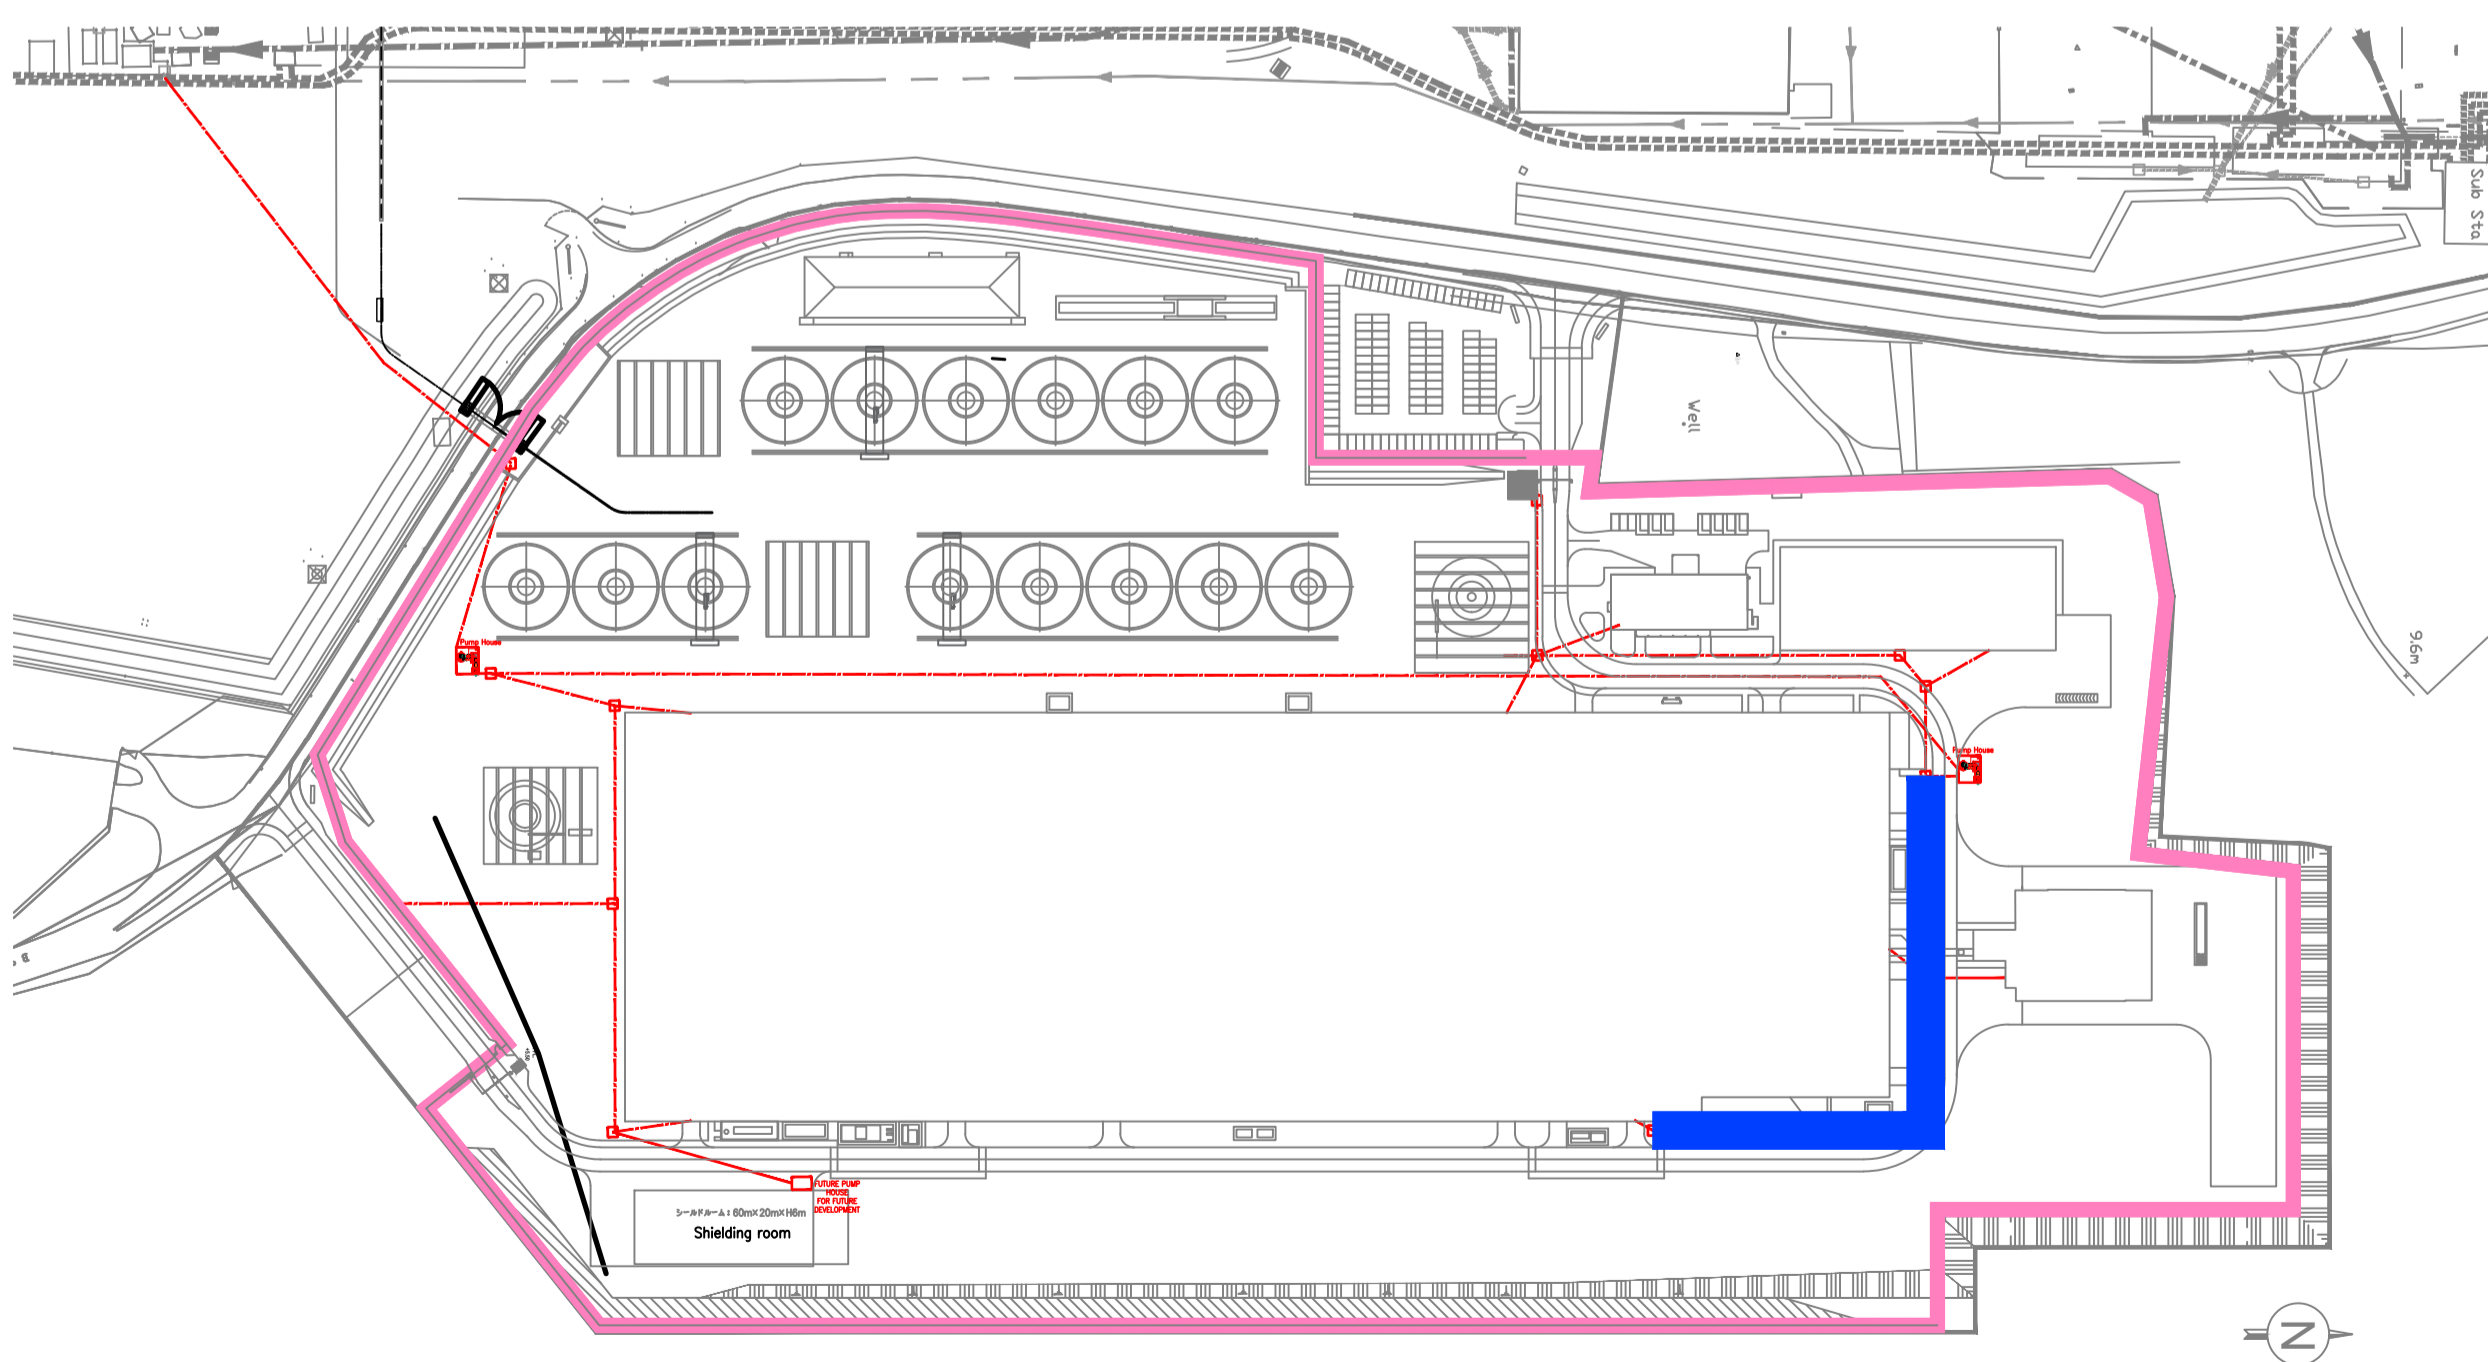 Sub Sta
Well
9.6m
Pump House
Pump House
FUTURE PUMP
HOUSE
FOR FUTURE
DEVELOPMENT
シールドルーム：60m×20m×H6m
Shielding room
N